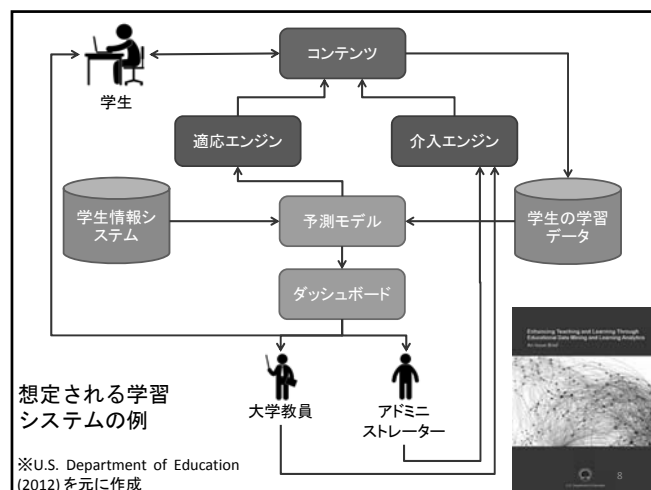 コンテンツ
学生
適応エンジン
介入エンジン
学生情報シ
ステム
予測モデル
学生の学習
データ
ダッシュボード
Enhancing Teaching and Learning Through
Educational Data Mining and Learning Analytics
An Issue Brief
大学教員
アドミニ
ストレーター
想定される学習
システムの例
※U.S. Department of Education
(2012) を元に作成
8